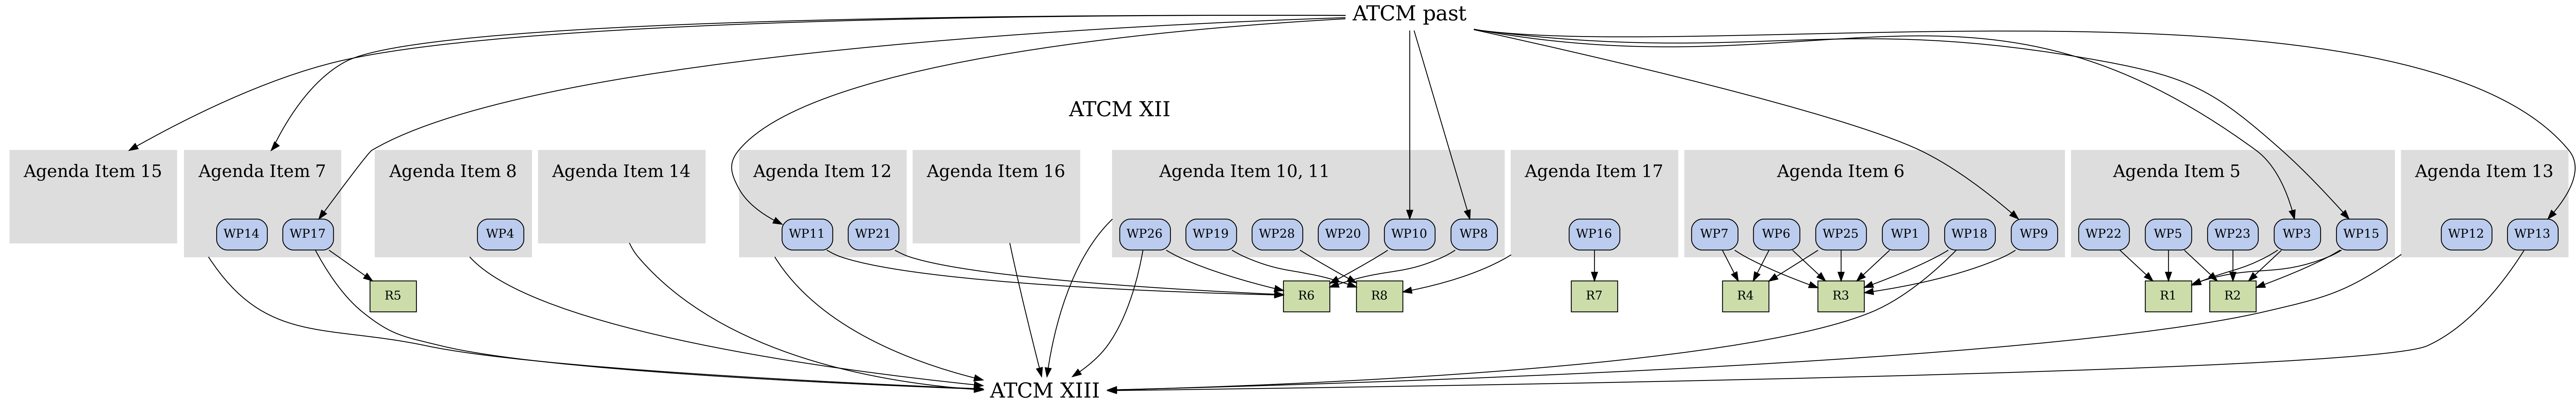 ATCM past
ATCM XII
Agenda Item 15
Agenda Item 7
Agenda Item 8
Agenda Item 14
Agenda Item 12
Agenda Item 16
Agenda Item 10, 11
Agenda Item 17
Agenda Item 6
Agenda Item 5
Agenda Item 13
WP14
WP17
WP4
WP11
WP21
WP26
WP19
WP28
WP20
WP10
WP8
WP16
WP7
WP6
WP25
WP1
WP18
WP9
WP22
WP5
WP23
WP3
WP15
WP12
WP13
R5
R6
R8
R7
R4
R3
R1
R2
ATCM XIII